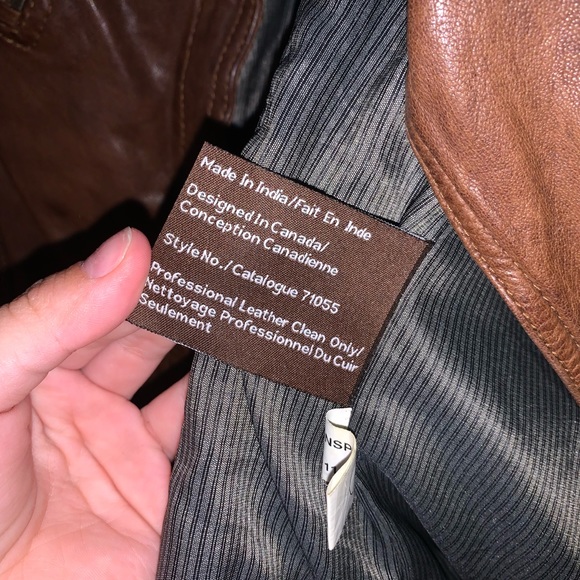 Made In India/Fait En Inde
Designed In Canada/
Conception Canadienne
Style No./Catalogue 71055
Professional Leather Clean Only/
Nettoyage Professionnel Du Cuir
Seulement
NSP